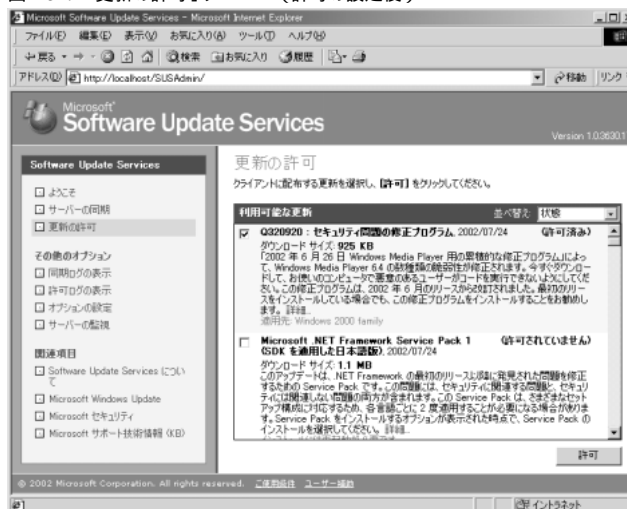 Microsoft Software Update Services - Microsoft Internet Explorer
ファイル(F) 編集(E) 表示(V) お気に入り(A) ツール(T) ヘルプ(H)
戻る 検索 お気に入り 履歴
アドレス(D) http://localhost/SUSAdmin/ 移動 リンク
Microsoft
Software Update Services
Version 1.0.3630.1
Software Update Services
ようこそ
サーバーの同期
更新の許可
その他のオプション
同期ログの表示
許可ログの表示
オプションの設定
サーバーの監視
関連項目
Software Update Services につい
て
Microsoft Windows Update
Microsoft セキュリティ
Microsoft サポート技術情報 (KB)
更新の許可
クライアントに配布する更新を選択し、[許可] をクリックしてください。
利用可能な更新 並べ替え: 状態
Q320920 : セキュリティ問題の修正プログラム, 2002/07/24 (許可済み)
ダウンロード サイズ: 925 KB
「2002 年 6 月 26 日 Windows Media Player 用の累積的な修正プログラム」によっ
て、Windows Media Player 6.4 の数種類の脆弱性が修正されます。今すぐダウンロー
ドして、お使いのコンピュータで悪意のあるユーザーがコードを実行できないようにしてくだ
さい。この修正プログラムは、2002 年 6 月のリリースから改訂されました。最初のリリー
スをインストールしている場合でも、この修正プログラムをインストールすることをお勧めし
ます。 詳細...
適用先: Windows 2000 family
Microsoft .NET Framework Service Pack 1 (許可されていません)
(SDK を適用した日本語版), 2002/07/24
ダウンロード サイズ: 1.1 MB
このアップデートは、.NET Framework の最初のリリース以降に発見された問題を修正
するための Service Pack です。この問題には、セキュリティに関連する問題と、セキュリ
ティには関連しない問題の両方が含まれます。この Service Pack は、さまざまなセット
アップ構成に対応するため、各言語ごとに 2 度適用することが必要になる場合がありま
す。Service Pack をインストールするオプションが表示された時点で、Service Pack の
インストールを選択してください。 詳細...
許可
© 2002 Microsoft Corporation. All rights reserved. 使用条件 ユーザー補助
イントラネット